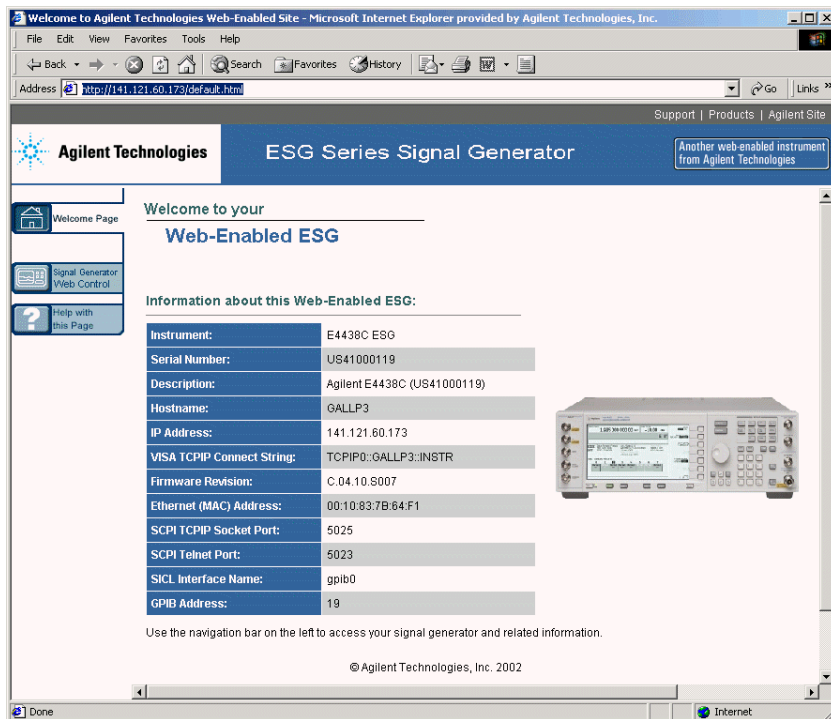 Welcome to Agilent Technologies Web-Enabled Site - Microsoft Internet Explorer provided by Agilent Technologies, Inc.
File Edit View Favorites Tools Help
Back Search Favorites History
Address http://141.121.60.173/default.html Go Links »
Support | Products | Agilent Site
Agilent Technologies
ESG Series Signal Generator
Another web-enabled instrument
from Agilent Technologies
Welcome Page
Signal Generator
Web Control
Help with
this Page
Welcome to your
Web-Enabled ESG
Information about this Web-Enabled ESG:
Instrument: E4438C ESG
Serial Number: US41000119
Description: Agilent E4438C (US41000119)
Hostname: GALLP3
IP Address: 141.121.60.173
VISA TCPIP Connect String: TCPIP0::GALLP3::INSTR
Firmware Revision: C.04.10.S007
Ethernet (MAC) Address: 00:10:83:7B:64:F1
SCPI TCPIP Socket Port: 5025
SCPI Telnet Port: 5023
SICL Interface Name: gpib0
GPIB Address: 19
Use the navigation bar on the left to access your signal generator and related information.
© Agilent Technologies, Inc. 2002
Done
Internet